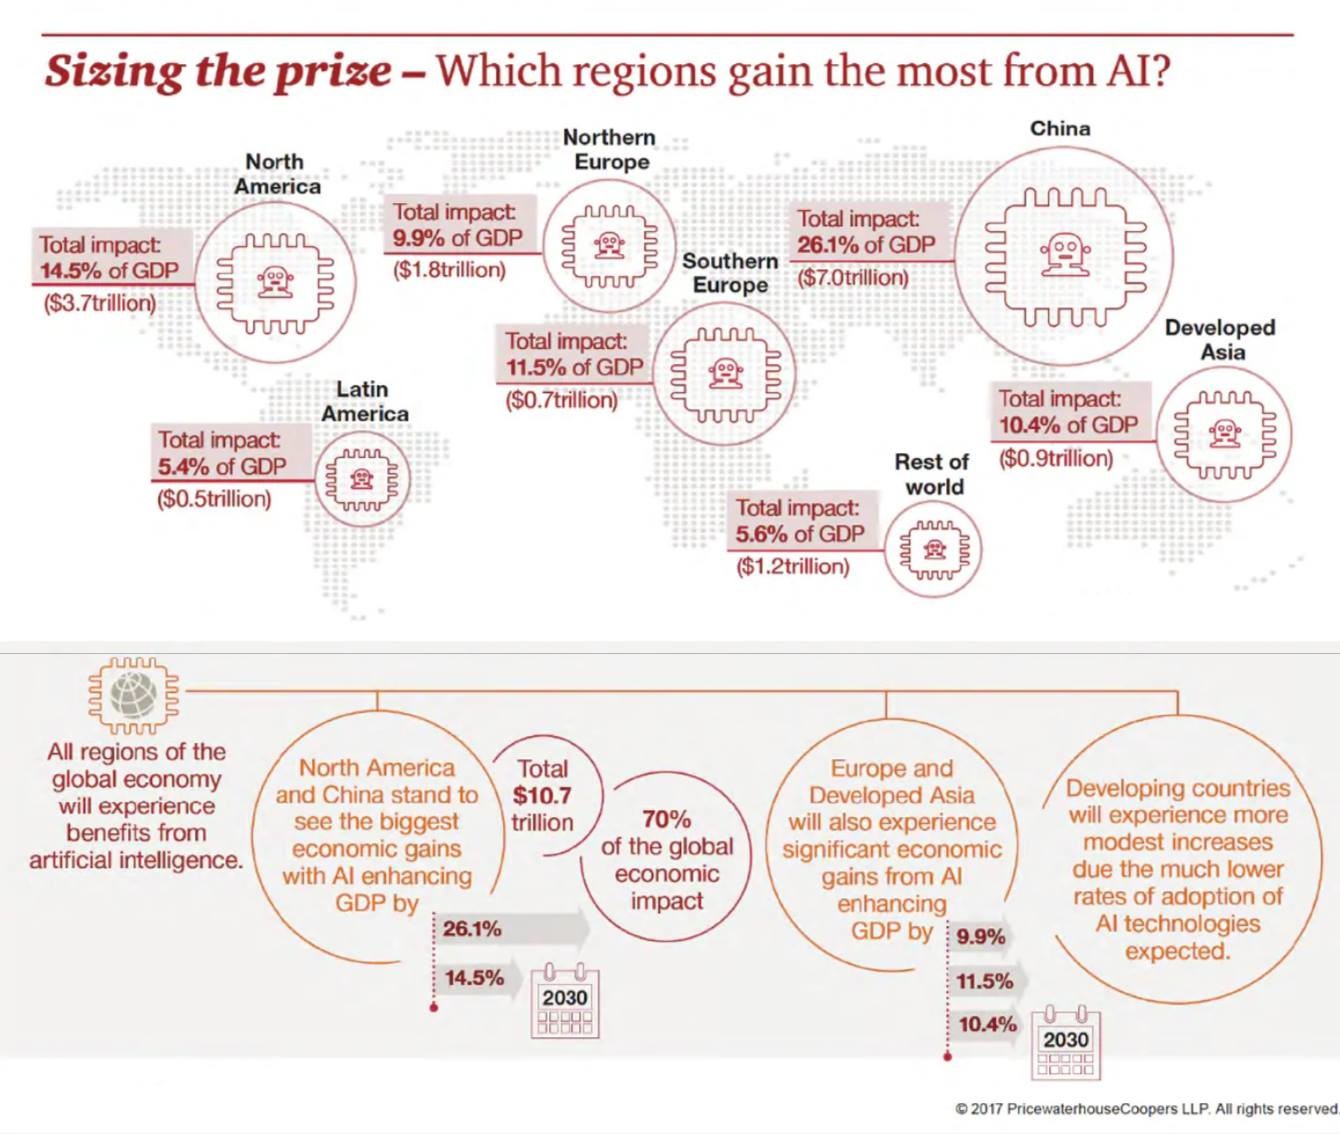 Sizing the prize – Which regions gain the most from AI?
North
America
Total impact:
14.5% of GDP
($3.7trillion)
Northern
Europe
Total impact:
9.9% of GDP
($1.8trillion)
China
Total impact:
26.1% of GDP
($7.0trillion)
Southern
Europe
Total impact:
11.5% of GDP
($0.7trillion)
Developed
Asia
Total impact:
10.4% of GDP
($0.9trillion)
Latin
America
Total impact:
5.4% of GDP
($0.5trillion)
Rest of
world
Total impact:
5.6% of GDP
($1.2trillion)
All regions of the
global economy
will experience
benefits from
artificial intelligence.
North America
and China stand to
see the biggest
economic gains
with AI enhancing
GDP by
26.1%
14.5%
2030
Total
$10.7
trillion
70%
of the global
economic
impact
Europe and
Developed Asia
will also experience
significant economic
gains from AI
enhancing
GDP by
9.9%
11.5%
10.4%
2030
Developing countries
will experience more
modest increases
due the much lower
rates of adoption of
AI technologies
expected.
© 2017 PricewaterhouseCoopers LLP. All rights reserved.